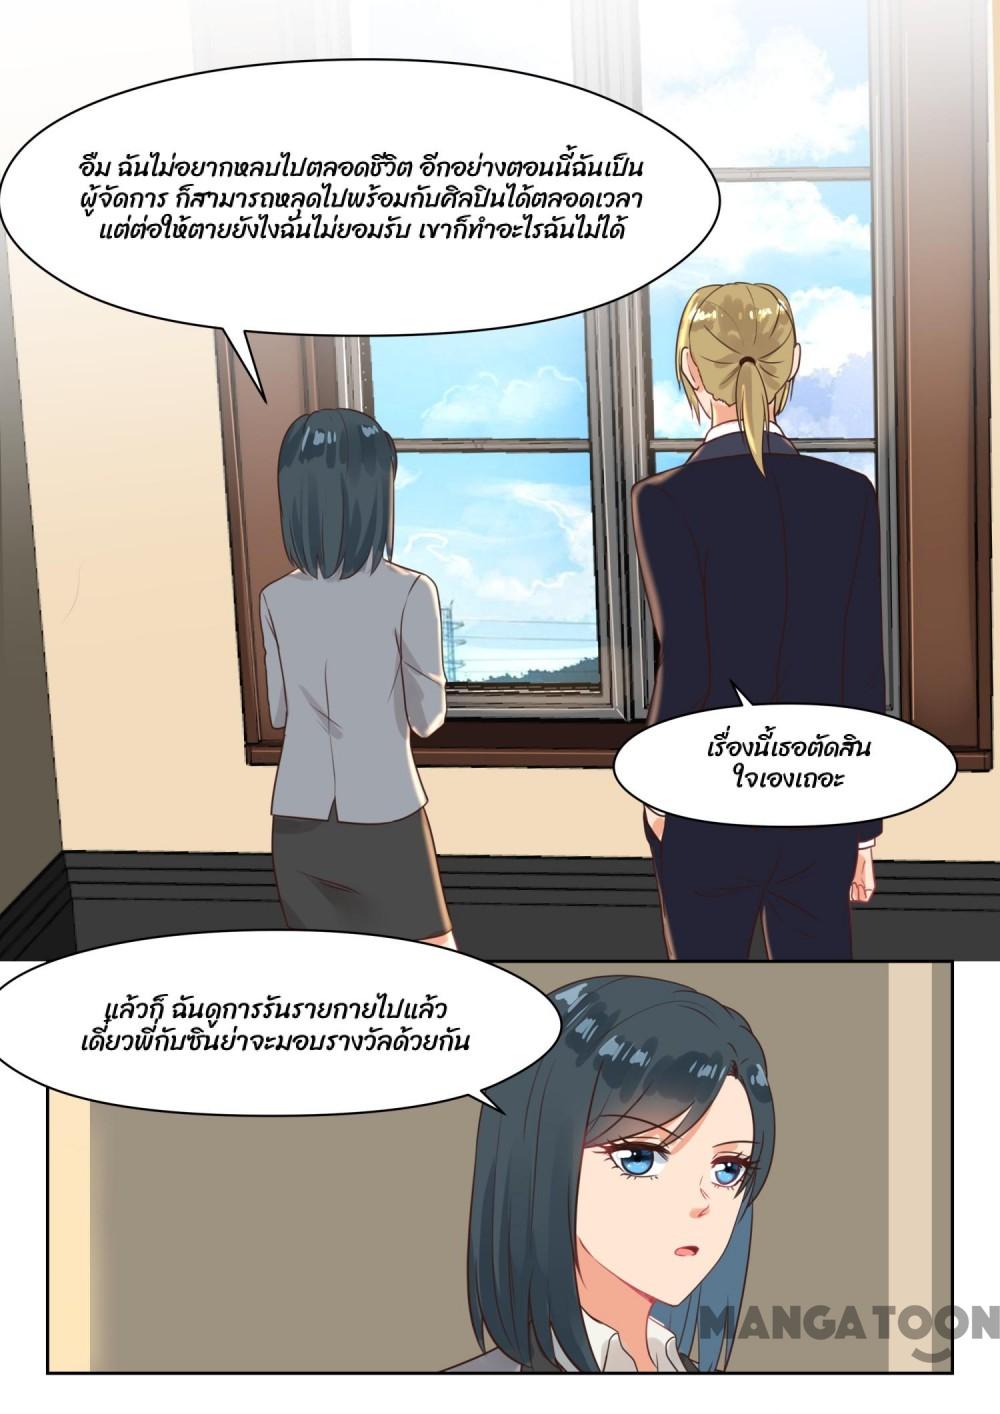 อืม ฉันไม่อยากหลบไปตลอดชีวิต อีกอย่างตอนนี้ฉันเป็น
ผู้จัดการ ก็สามารถหลุดไปพร้อมกับศิลปินได้ตลอดเวลา
แต่ต่อให้ตายยังไงฉันไม่ยอมรับ เขาก็ทำอะไรฉันไม่ได้
เรื่องนี้เธอตัดสิน
ใจเองเถอะ
แล้วก็ ฉันดูการรันรายกายไปแล้ว
เดี๋ยวพี่กับซินย่าจะมอบรางวัลด้วยกัน
MANGATOON